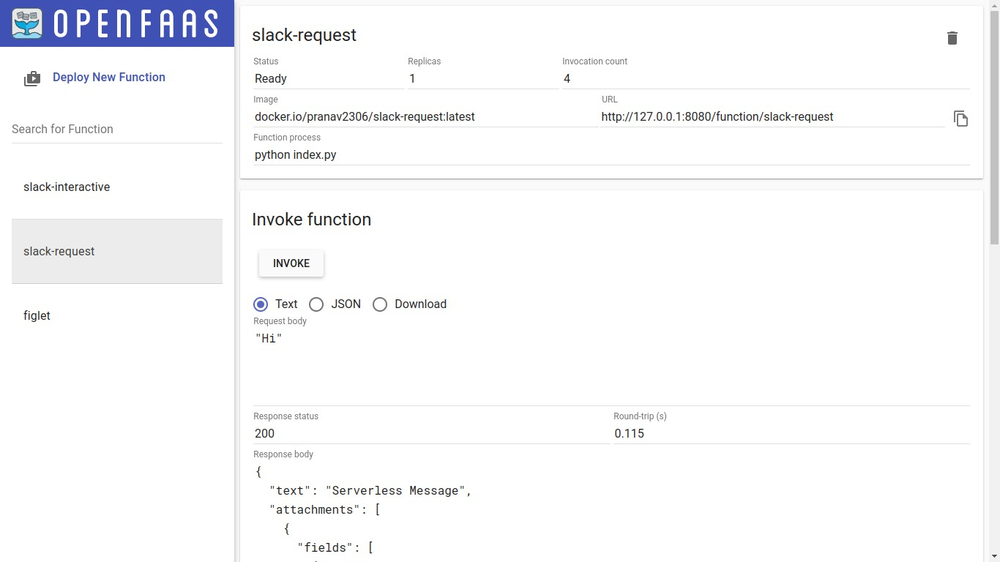 OPENFAAS
Deploy New Function
Search for Function
slack-interactive
slack-request
figlet
slack-request
Status Replicas Invocation count
Ready 1 4
Image URL
docker.io/pranav2306/slack-request:latest http://127.0.0.1:8080/function/slack-request
Function process
python index.py
Invoke function
INVOKE
Text JSON Download
Request body
"Hi"
Response status Round-trip (s)
200 0.115
Response body
{
"text": "Serverless Message",
"attachments": [
{
"fields": [